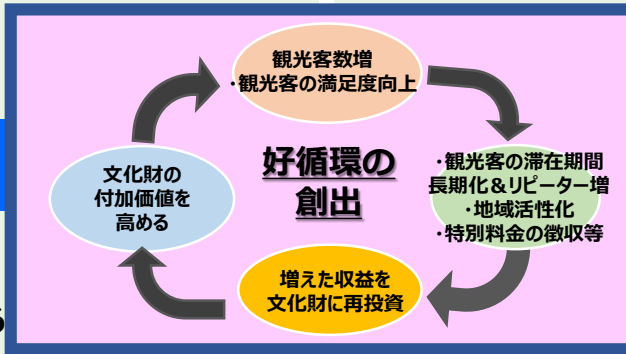 観光客数増
・観光客の満足度向上
好循環の
創出
・観光客の滞在期間
長期化&リピーター増
・地域活性化
・特別料金の徴収等
増えた収益を
文化財に再投資
文化財の
付加価値を
高める